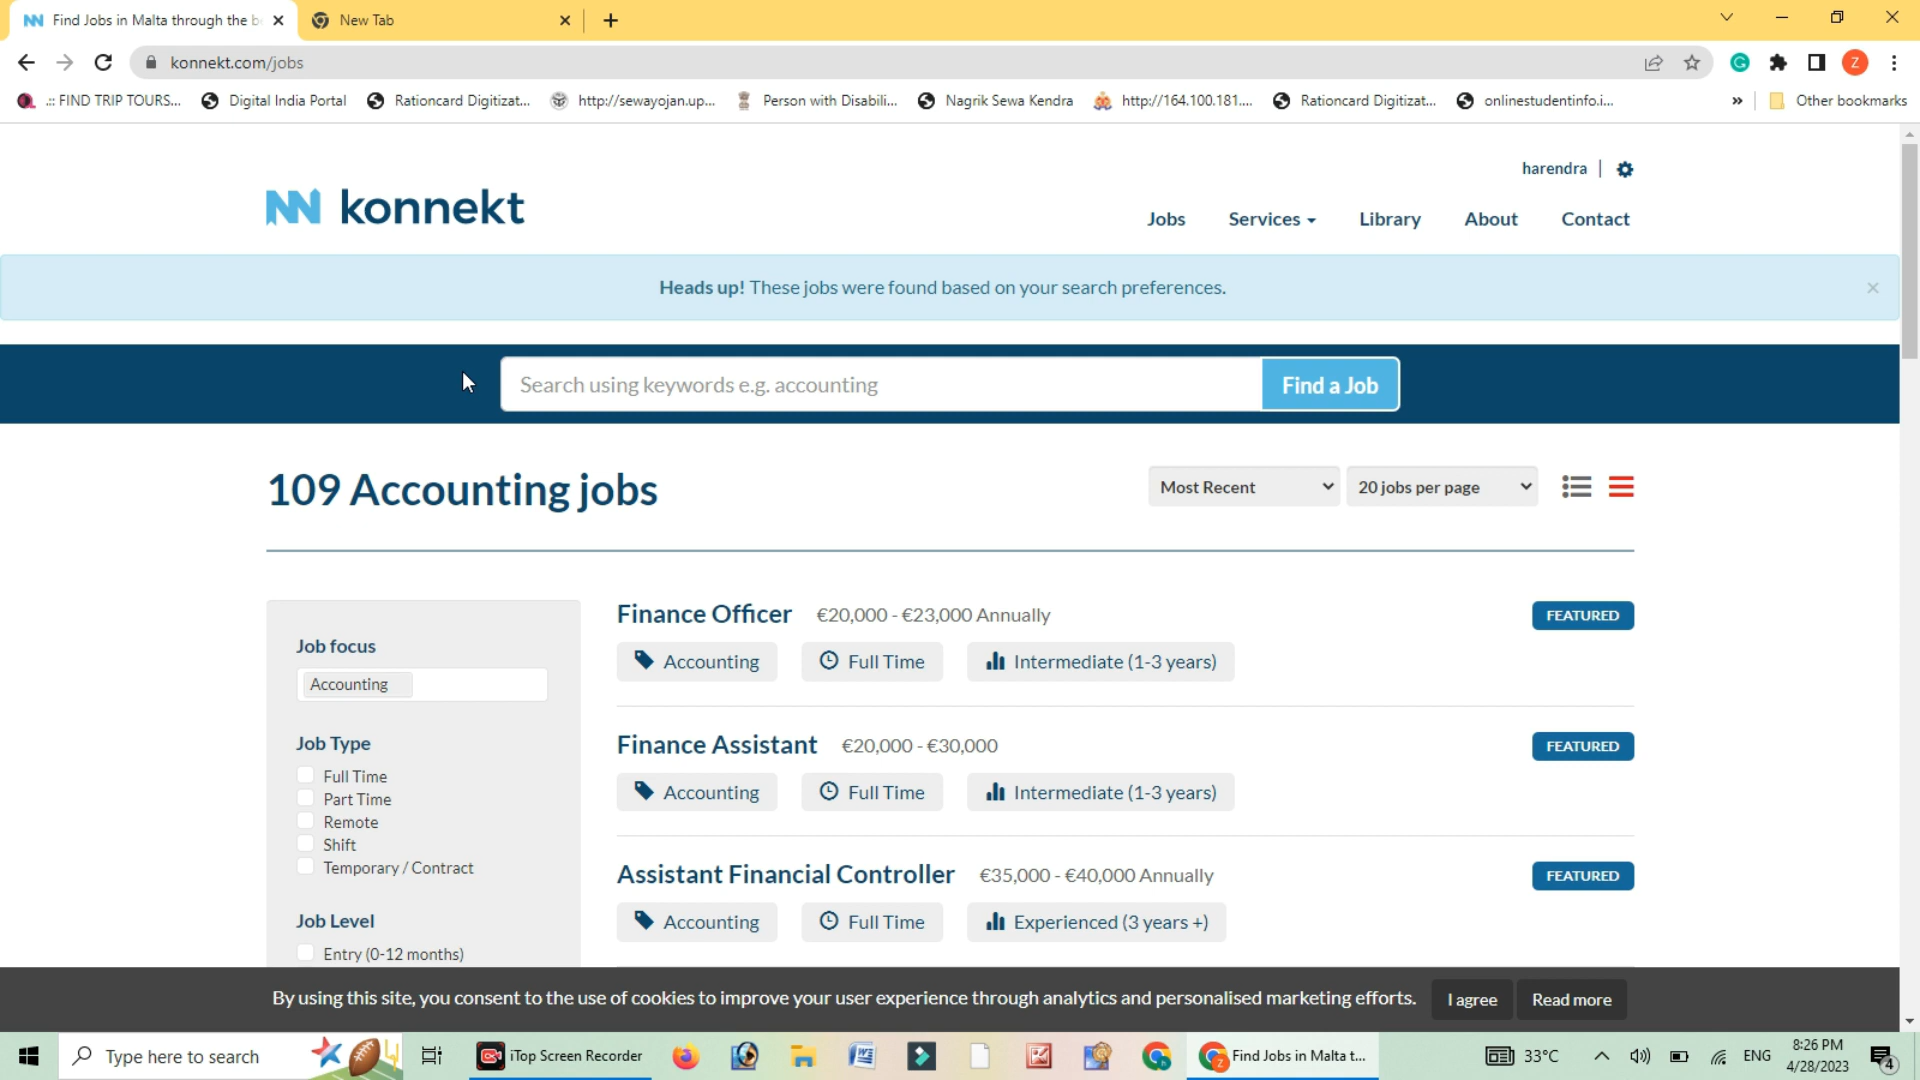 Find Jobs in Malta through the b
New Tab
konnekt.com/jobs
Z
.:: FIND TRIP TOURS...
Digital India Portal
Rationcard Digitizat...
http://sewayojan.up...
Person with Disabili...
Nagrik Sewa Kendra
http://164.100.181....
Rationcard Digitizat...
onlinestudentinfo.i...
» Other bookmarks
harendra
konnekt
Jobs Services Library About Contact
Heads up! These jobs were found based on your search preferences.
Search using keywords e.g. accounting
Find a Job
109 Accounting jobs
Most Recent
20 jobs per page
Job focus
Accounting
Job Type
Full Time
Part Time
Remote
Shift
Temporary / Contract
Job Level
Entry (0-12 months)
Finance Officer €20,000 - €23,000 Annually
FEATURED
Accounting Full Time Intermediate (1-3 years)
Finance Assistant €20,000 - €30,000
FEATURED
Accounting Full Time Intermediate (1-3 years)
Assistant Financial Controller €35,000 - €40,000 Annually
FEATURED
Accounting Full Time Experienced (3 years +)
By using this site, you consent to the use of cookies to improve your user experience through analytics and personalised marketing efforts.
I agree
Read more
Type here to search
iTop Screen Recorder
Find Jobs in Malta t...
33°C
ENG
8:26 PM
4/28/2023
4